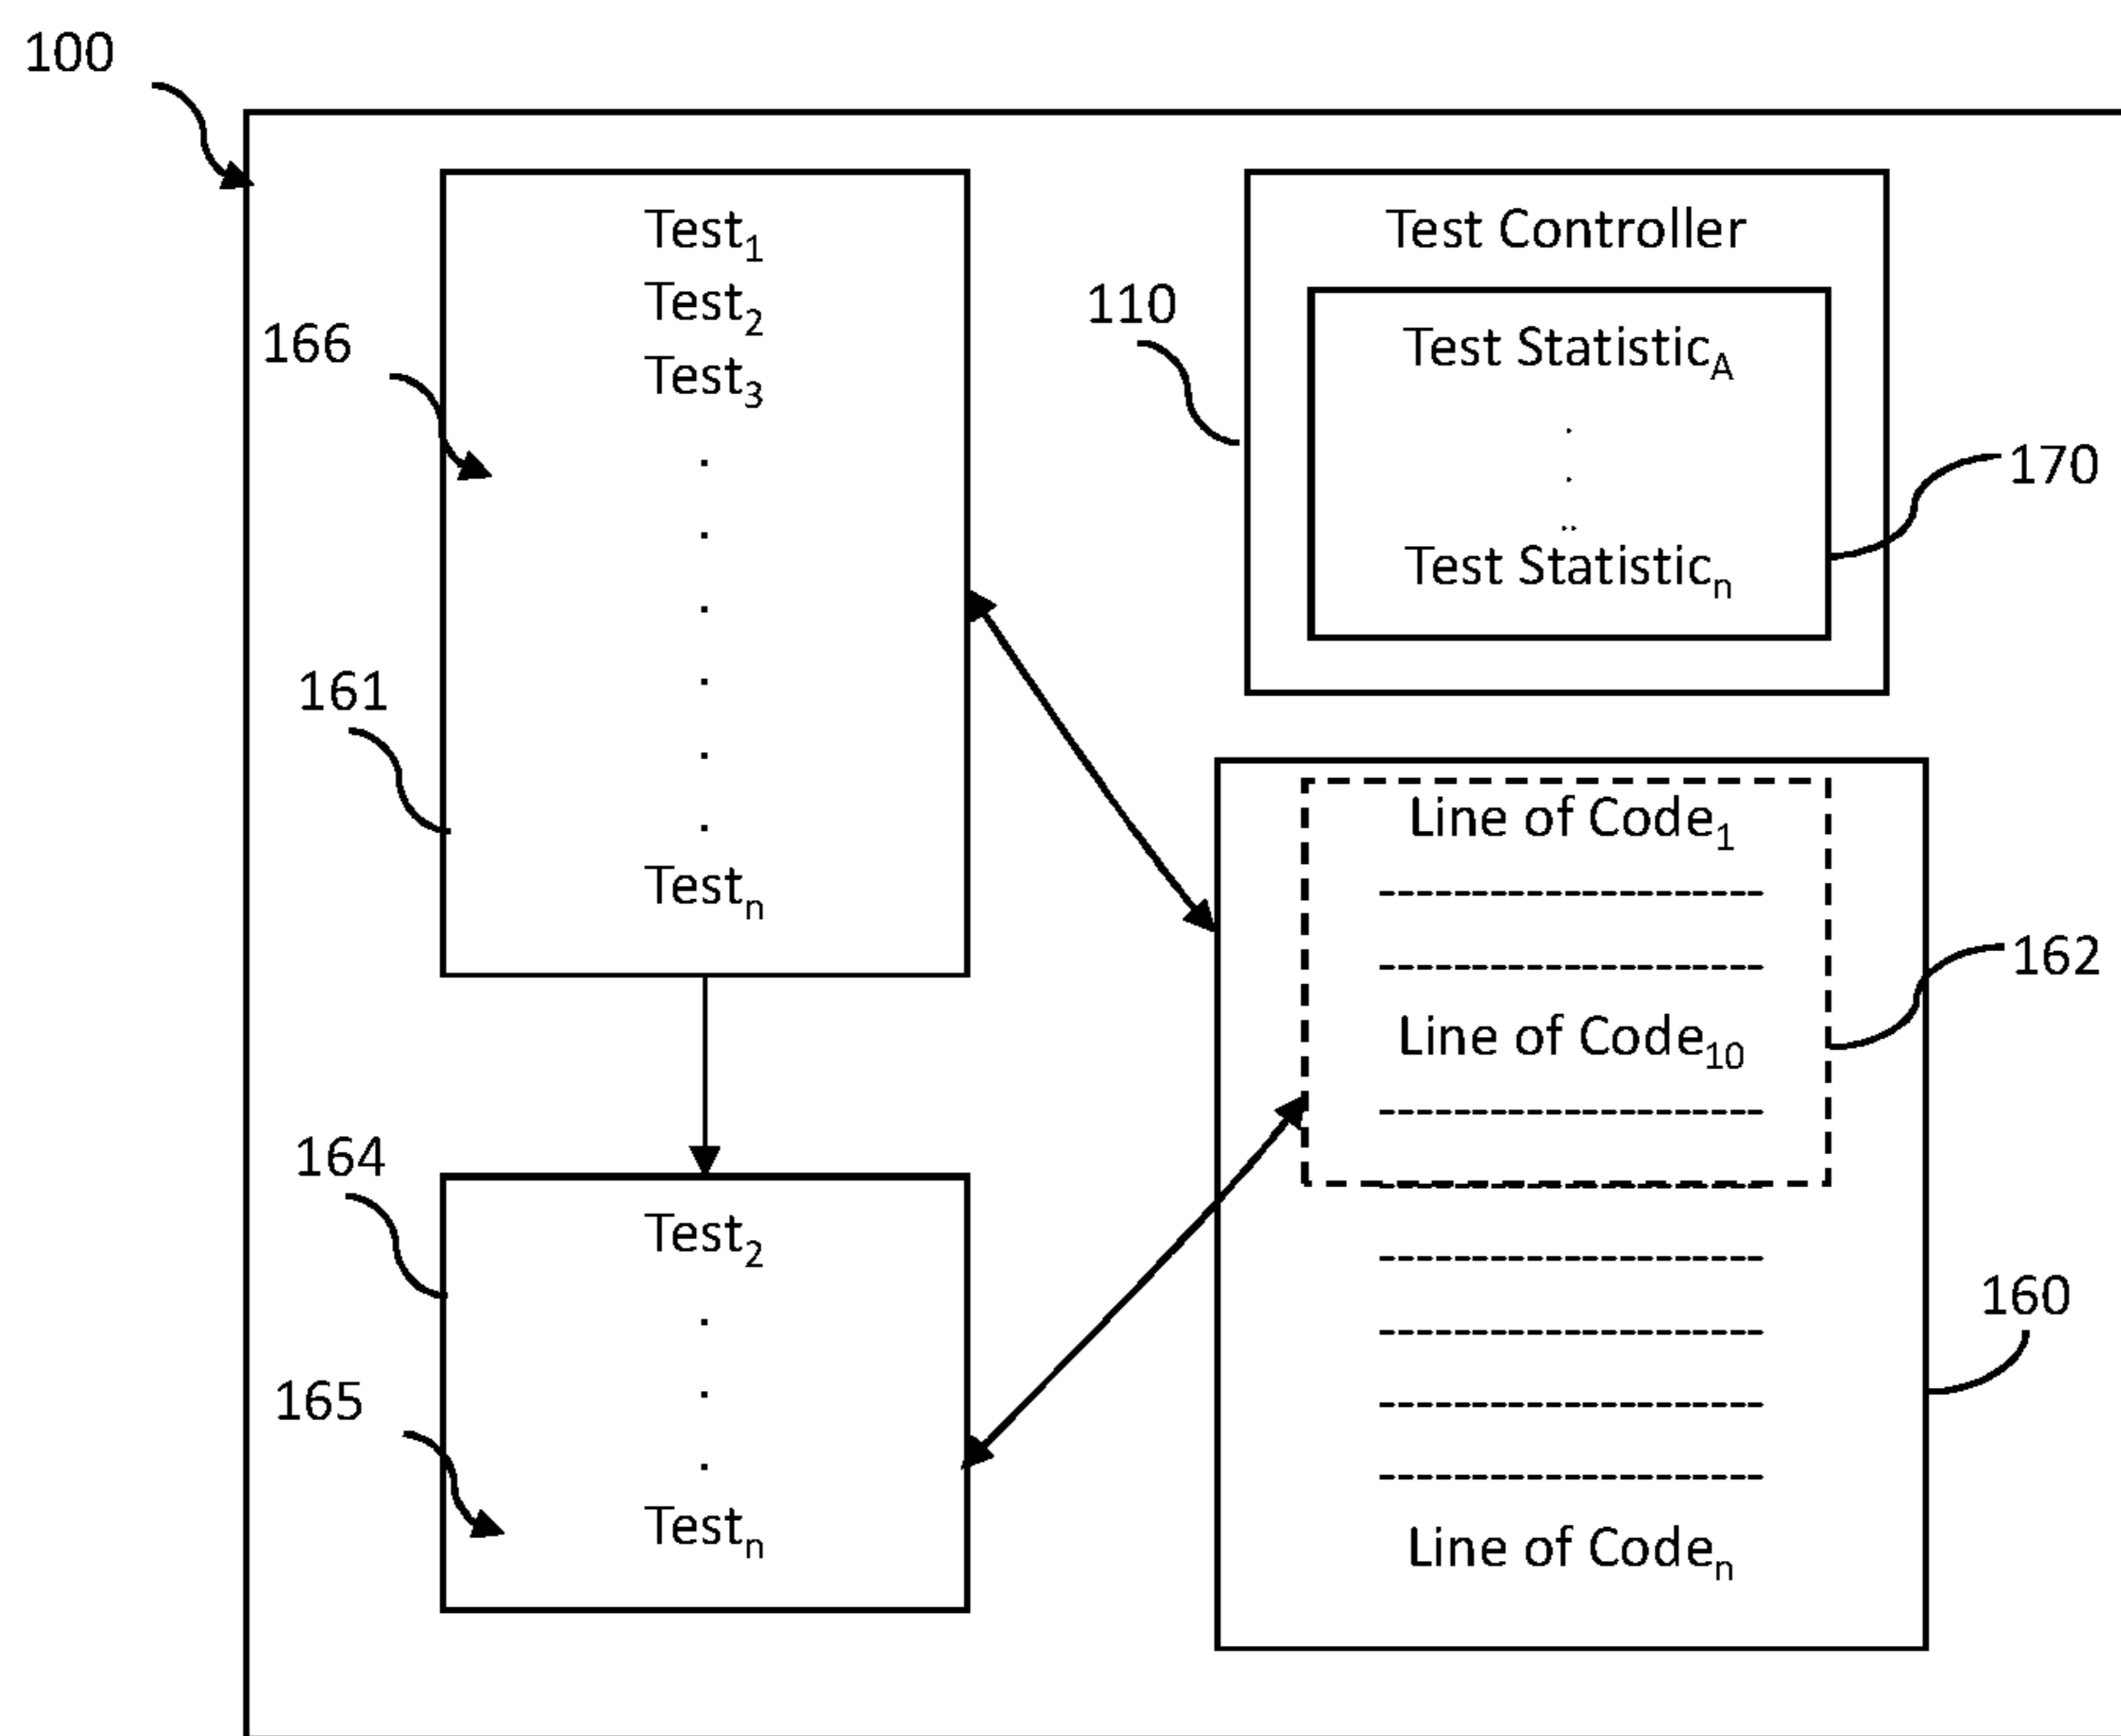 100
Test₁
Test₂
Test₃
.
.
.
.
.
.
Testₙ
166
161
Test Controller
110
Test Statistic_A
.
.
..
Test Statisticₙ
170
Line of Code₁
---------------------
---------------------
Line of Code₁₀
---------------------
---------------------
---------------------
---------------------
---------------------
---------------------
Line of Codeₙ
162
160
164
Test₂
.
.
.
Testₙ
165